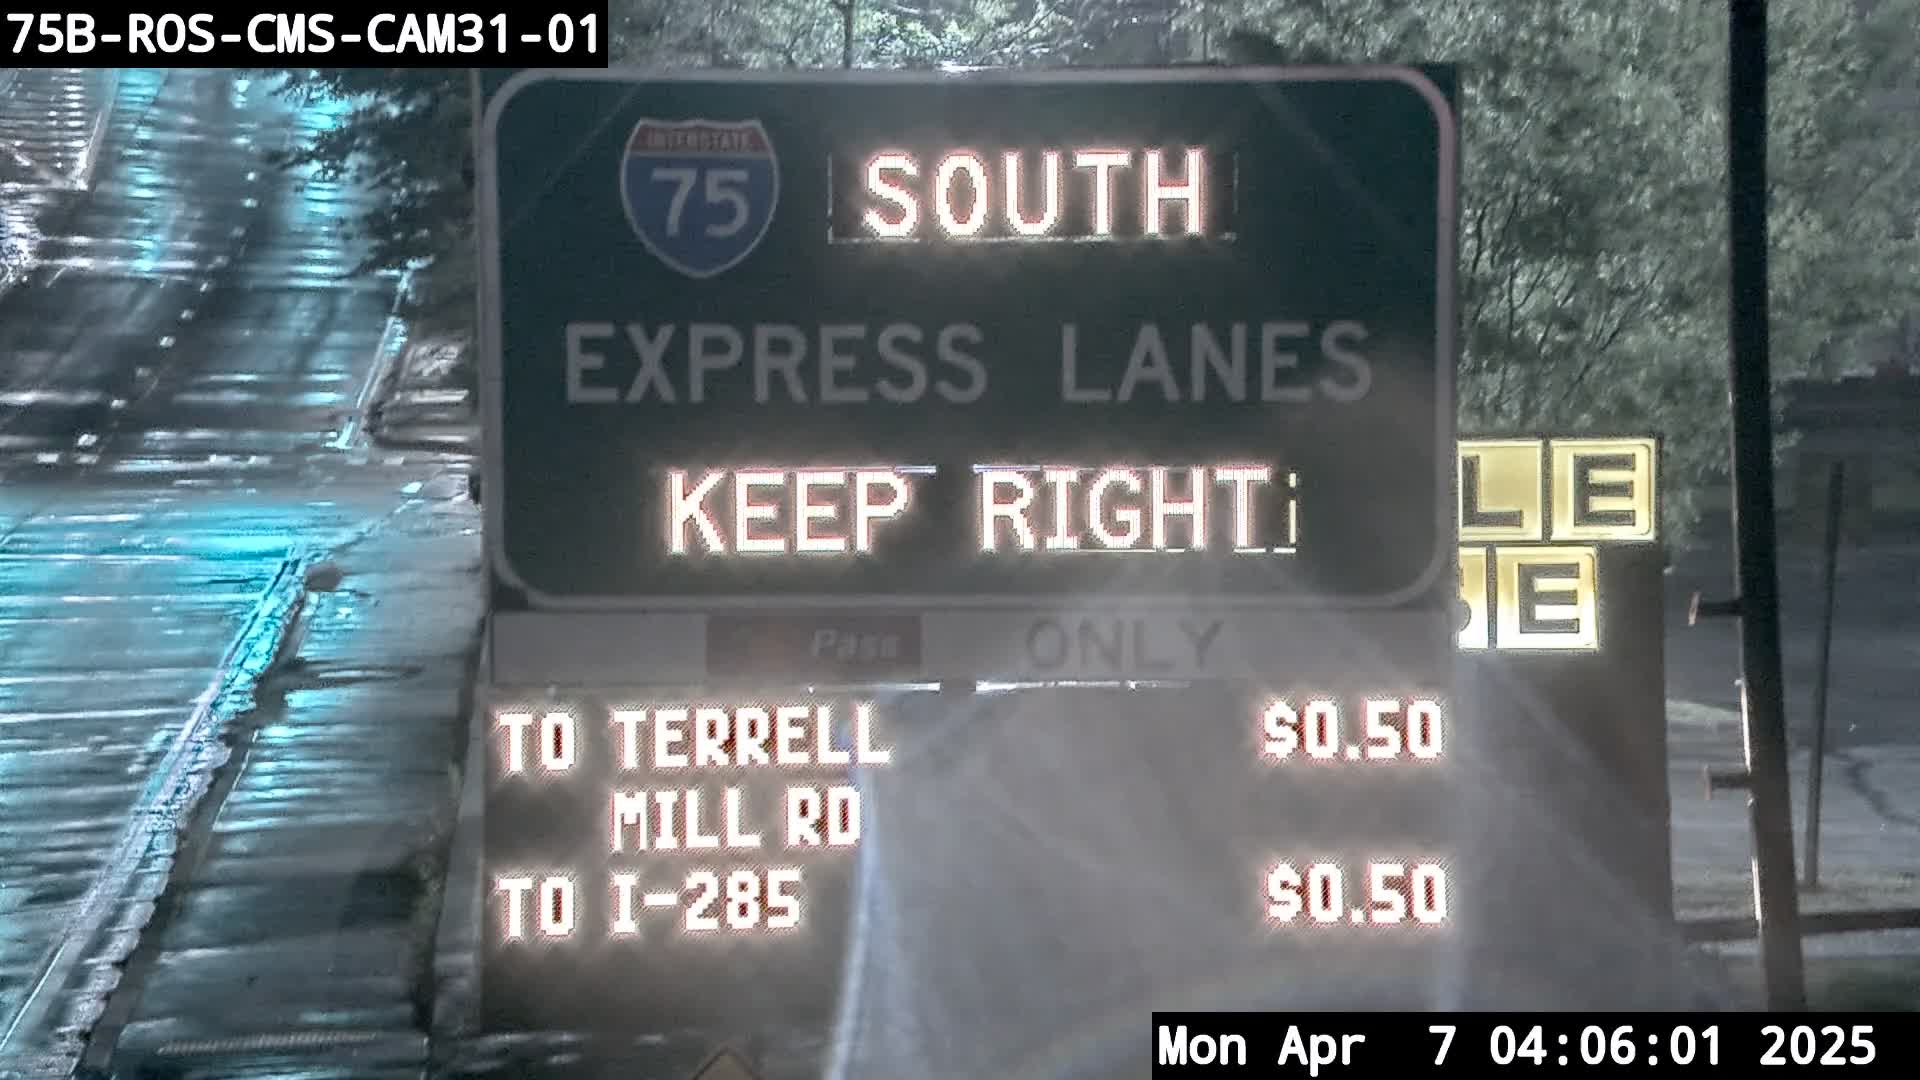 75B-ROS-CMS-CAM31-01
INTERSTATE
75
SOUTH
EXPRESS LANES
KEEP RIGHT
LE
E
Pass ONLY
TO TERRELL $0.50
MILL RD
TO I-285 $0.50
Mon Apr 7 04:06:01 2025